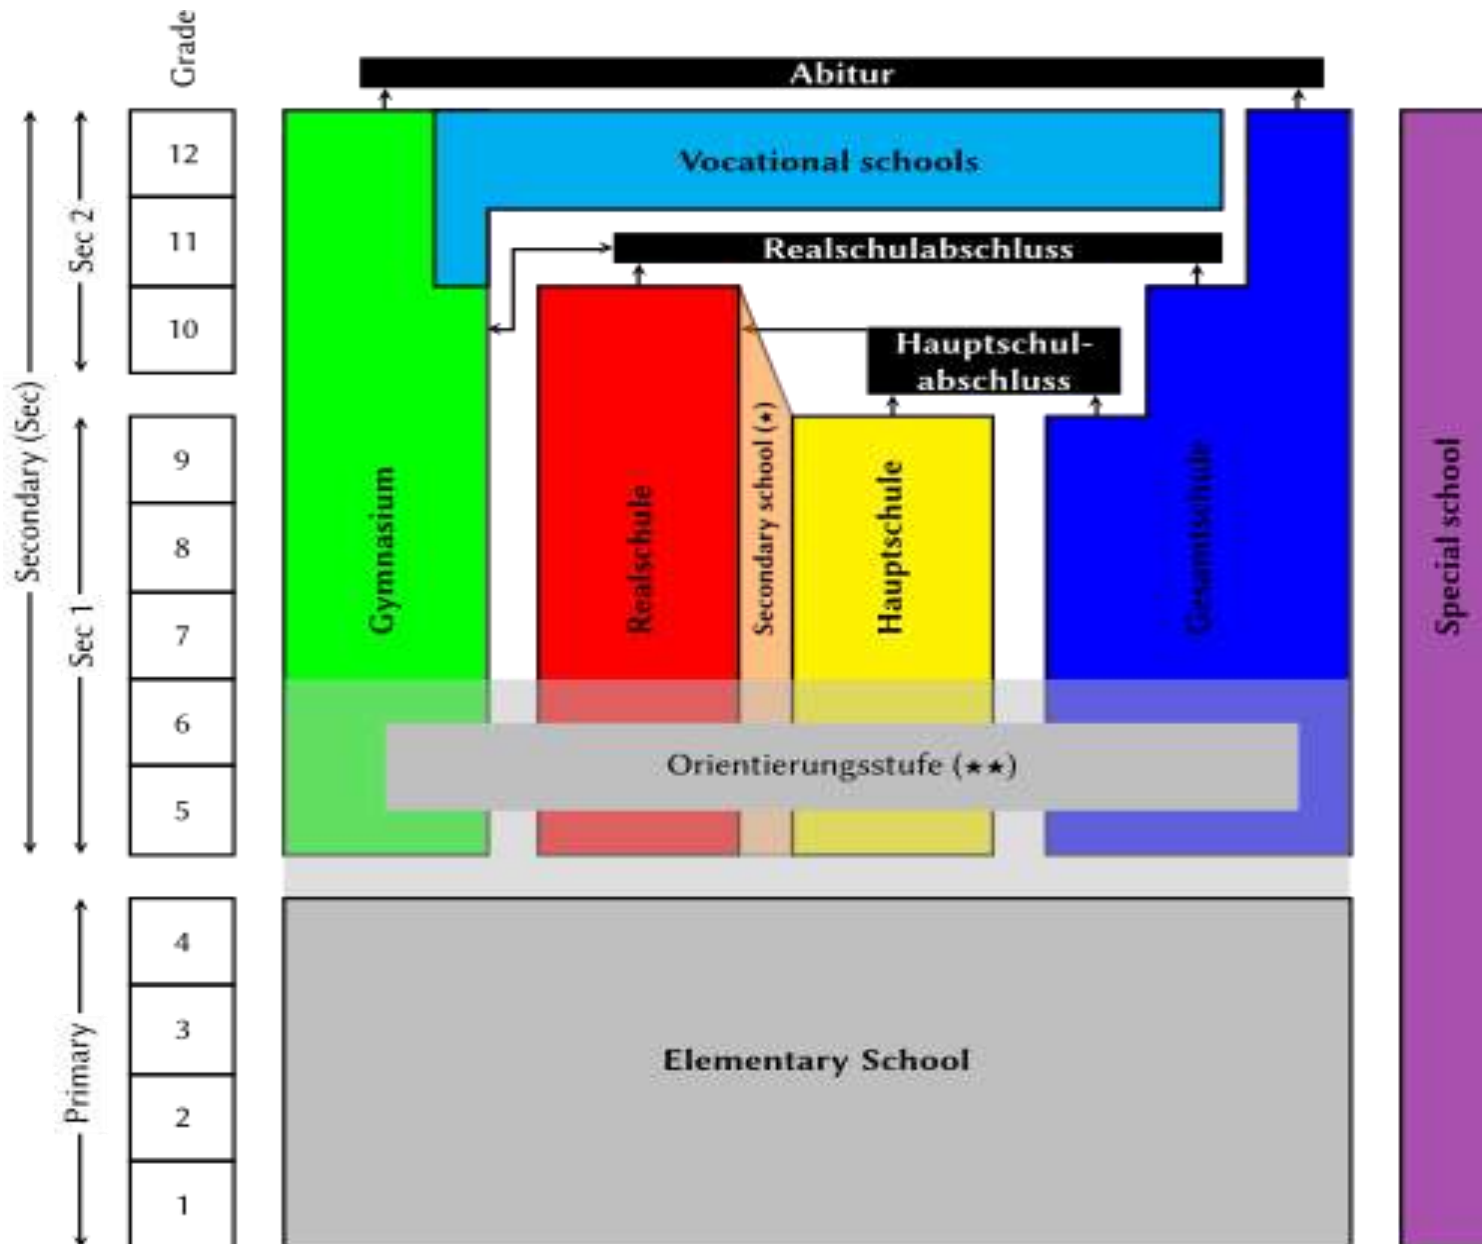 Grade
Abitur
12
Vocational schools
11
Sec 2
Realschulabschluss
10
Hauptschul-
abschluss
Secondary (Sec)
9
8
7
Sec 1
6
5
Gymnasium
Realschule
Secondary school (★)
Hauptschule
Gesamtschule
Special school
Orientierungsstufe (★★)
4
3
Elementary School
Primary
2
1